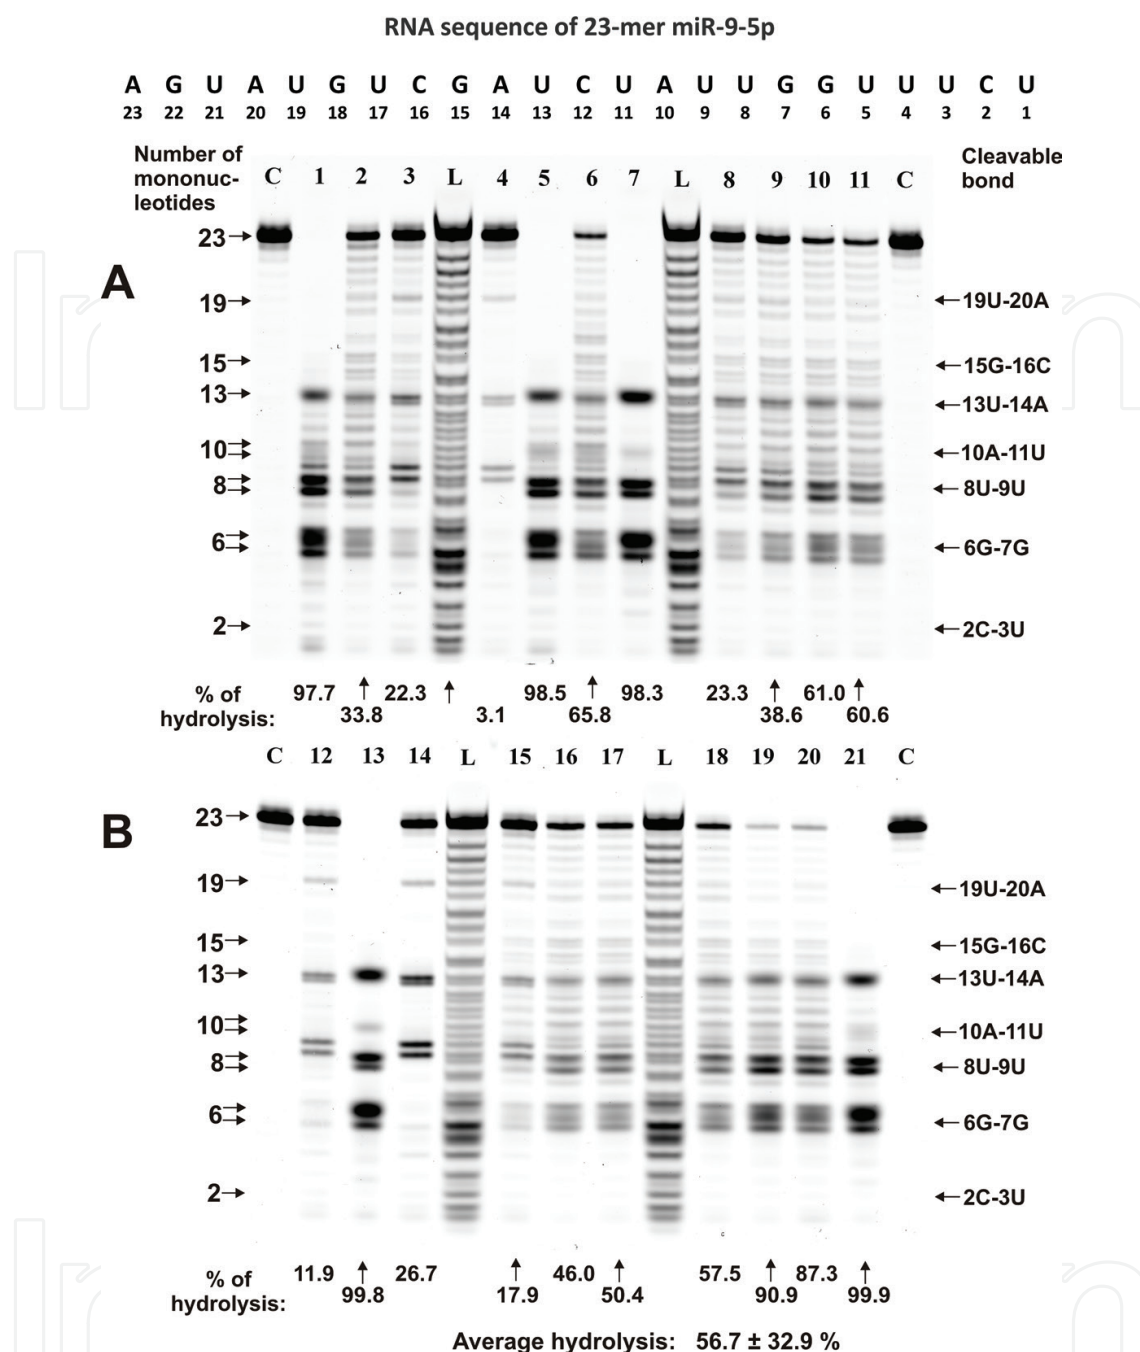 RNA sequence of 23-mer miR-9-5p
A G U A U G U C G A U C U A U U G G U U U C U
23 22 21 20 19 18 17 16 15 14 13 12 11 10 9 8 7 6 5 4 3 2 1
Number of
mononuc-
leotides
Cleavable
bond
C 1 2 3 L 4 5 6 7 L 8 9 10 11 C
A
23→
19→ ←19U-20A
15→ ←15G-16C
13→ ←13U-14A
10→ ←10A-11U
8→ ←8U-9U
6→ ←6G-7G
2→ ←2C-3U
% of
hydrolysis:
97.7 ↑ 22.3 ↑ 98.5 ↑ 98.3 23.3 ↑ 61.0 ↑
33.8 3.1 65.8 38.6 60.6
C 12 13 14 L 15 16 17 L 18 19 20 21 C
B
23→
19→ ←19U-20A
15→ ←15G-16C
13→ ←13U-14A
10→ ←10A-11U
8→ ←8U-9U
6→ ←6G-7G
2→ ←2C-3U
% of
hydrolysis:
11.9 ↑ 26.7 ↑ 46.0 ↑ 57.5 ↑ 87.3 ↑
99.8 17.9 50.4 90.9 99.9
Average hydrolysis: 56.7 ± 32.9 %